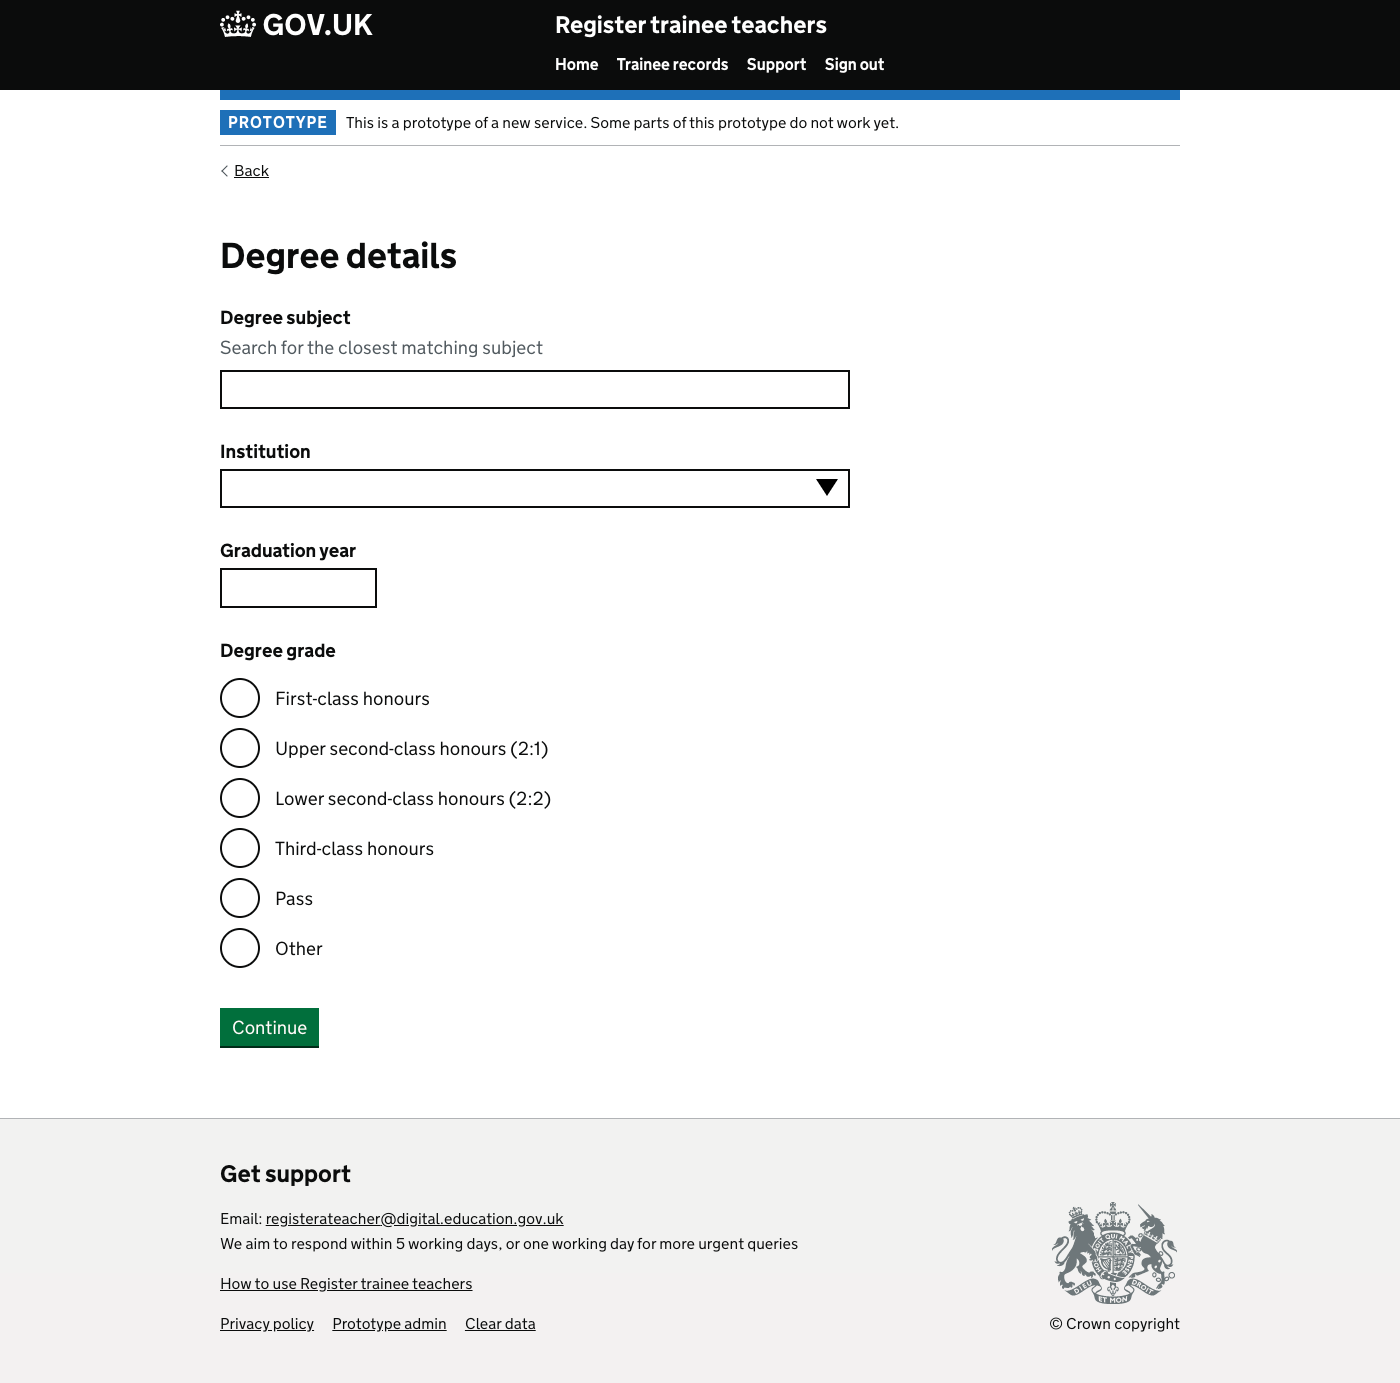 GOV.UK
Register trainee teachers
Home Trainee records Support Sign out
PROTOTYPE This is a prototype of a new service. Some parts of this prototype do not work yet.
Back
Degree details
Degree subject
Search for the closest matching subject
Institution
Graduation year
Degree grade
First-class honours
Upper second-class honours (2:1)
Lower second-class honours (2:2)
Third-class honours
Pass
Other
Continue
Get support
Email: registerateacher@digital.education.gov.uk
We aim to respond within 5 working days, or one working day for more urgent queries
How to use Register trainee teachers
Privacy policy Prototype admin Clear data
DIEU ET MON DROIT
© Crown copyright